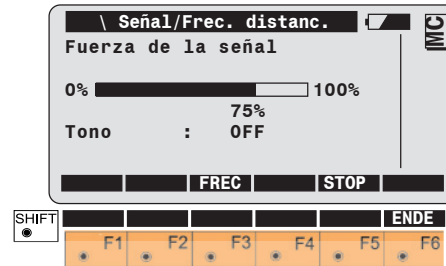 \ Señal/Frec. distanc.
MC
Fuerza de la señal
0% 100%
75%
Tono : OFF
FREC STOP
SHIFT
ENDE
F1 F2 F3 F4 F5 F6